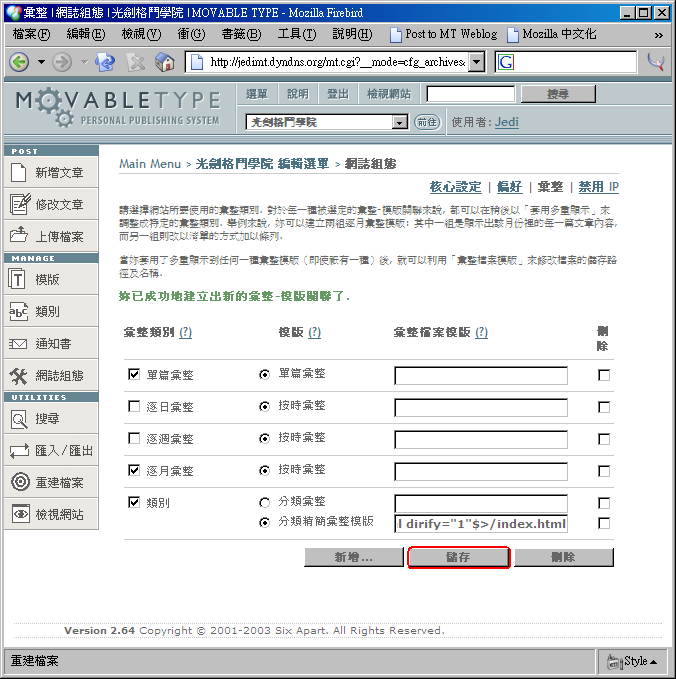 彙整 | 網誌組態 | 光劍格鬥學院 | MOVABLE TYPE - Mozilla Firebird
檔案(F) 編輯(E) 檢視(V) 衝(G) 書籤(B) 工具(T) 說明(H) Post to MT Weblog Mozilla 中文化 »
http://jedimt.dyndns.org/mt.cgi?__mode=cfg_archives&
G
MOVABLETYPE
PERSONAL PUBLISHING SYSTEM
選單 說明 登出 檢視網站 搜尋
光劍格鬥學院 前往 使用者: Jedi
POST
新增文章
修改文章
上傳檔案
MANAGE
模版
類別
通知書
網誌組態
UTILITIES
搜尋
匯入/匯出
重建檔案
檢視網站
Main Menu > 光劍格鬥學院 編輯選單 > 網誌組態
核心設定 | 偏好 | 彙整 | 禁用 IP
請選擇網站所要使用的彙整類別. 對於每一種被選定的彙整-模版關聯來說, 都可以在稍後以「套用多重顯示」來
調整成特定的彙整類別. 舉例來說, 妳可以建立兩組逐月彙整模版: 其中一組是顯示出該月份裡的每一篇文章內容,
而另一組則改以清單的方式加以條列.
當妳套用了多重顯示到任何一種彙整模版 (即使祇有一種) 後, 就可以利用「彙整檔案模版」來修改檔案的儲存路
徑及名稱.
妳已成功地建立出新的彙整-模版關聯了.
彙整類別 (?) 模版 (?) 彙整檔案模版 (?) 刪除
單篇彙整 單篇彙整
逐日彙整 按時彙整
逐週彙整 按時彙整
逐月彙整 按時彙整
類別 分類彙整
分類精簡彙整模版 l dirify="1"$>/index.html
新增... 儲存 刪除
Version 2.64 Copyright © 2001-2003 Six Apart. All Rights Reserved.
重建檔案 Style